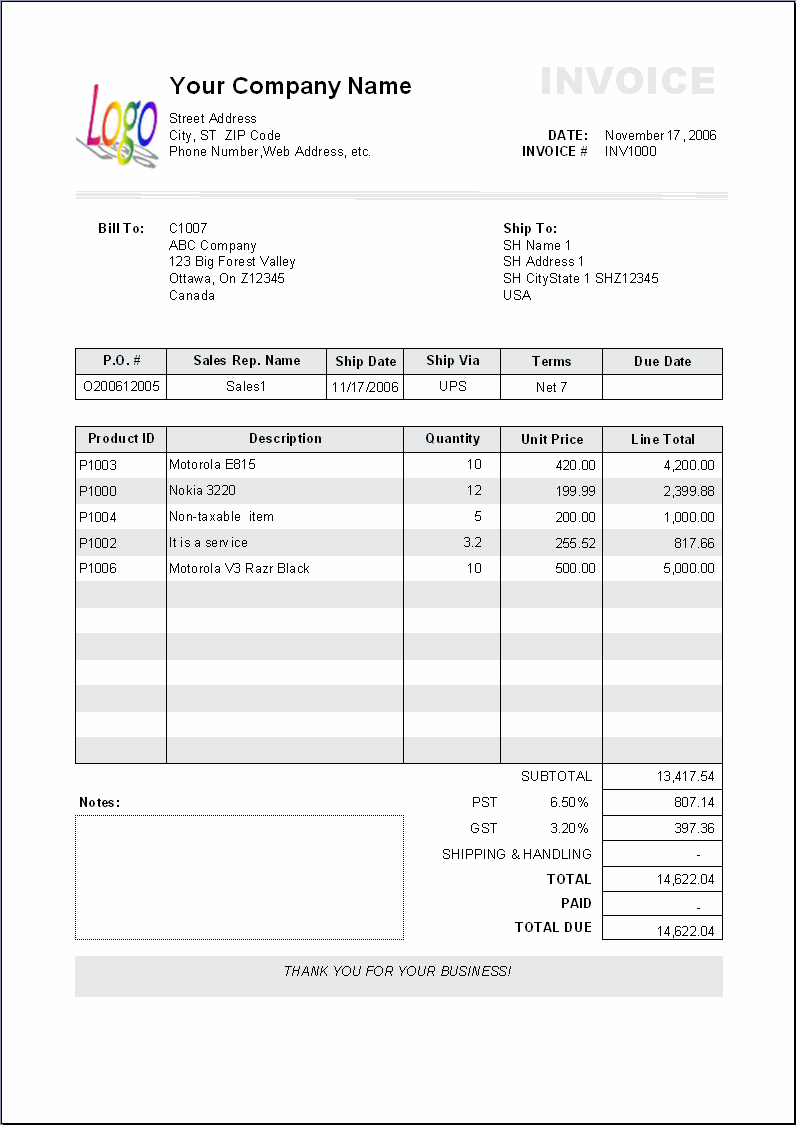 Logo
Your Company Name
INVOICE
Street Address
City, ST  ZIP Code
DATE: November 17, 2006
Phone Number,Web Address, etc.
INVOICE # INV1000
Bill To: C1007
Ship To:
ABC Company
SH Name 1
123 Big Forest Valley
SH Address 1
Ottawa, On Z12345
SH CityState 1 SHZ12345
Canada
USA
P.O. # Sales Rep. Name Ship Date Ship Via Terms Due Date
O200612005 Sales1 11/17/2006 UPS Net 7
Product ID Description Quantity Unit Price Line Total
P1003 Motorola E815 10 420.00 4,200.00
P1000 Nokia 3220 12 199.99 2,399.88
P1004 Non-taxable item 5 200.00 1,000.00
P1002 It is a service 3.2 255.52 817.66
P1006 Motorola V3 Razr Black 10 500.00 5,000.00
SUBTOTAL 13,417.54
Notes:
PST 6.50% 807.14
GST 3.20% 397.36
SHIPPING & HANDLING -
TOTAL 14,622.04
PAID -
TOTAL DUE 14,622.04
THANK YOU FOR YOUR BUSINESS!